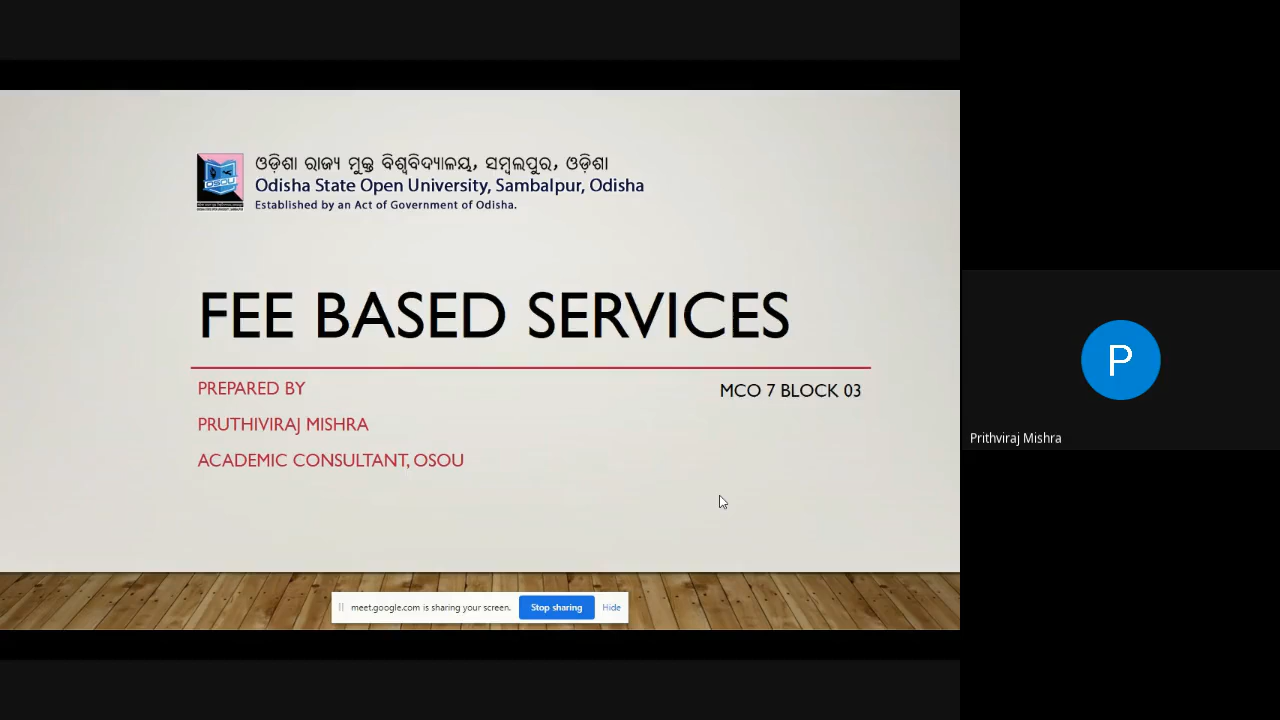 ଓଡ଼ିଶା ରାଜ୍ୟ ମୁକ୍ତ ବିଶ୍ୱବିଦ୍ୟାଳୟ, ସମ୍ବଲପୁର, ଓଡ଼ିଶା
Odisha State Open University, Sambalpur, Odisha
Established by an Act of Government of Odisha.
OSOU
FEE BASED SERVICES
PREPARED BY
MCO 7 BLOCK 03
PRUTHIVIRAJ MISHRA
ACADEMIC CONSULTANT, OSOU
P
Prithviraj Mishra
meet.google.com is sharing your screen. Stop sharing Hide